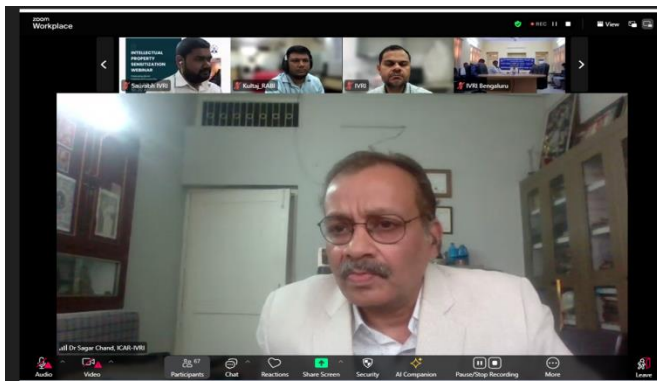 zoom
Workplace
REC
View
INTELLECTUAL
PROPERTY
SENSITIZATION
WEBINAR
Saurabh IVRI
Kultaj_RABI
IVRI
IVRI Bengaluru
Dr Sagar Chand, ICAR-IVRI
67
Audio
Video
Participants
Chat
Reactions
Share Screen
Security
AI Companion
Pause/Stop Recording
More
Leave